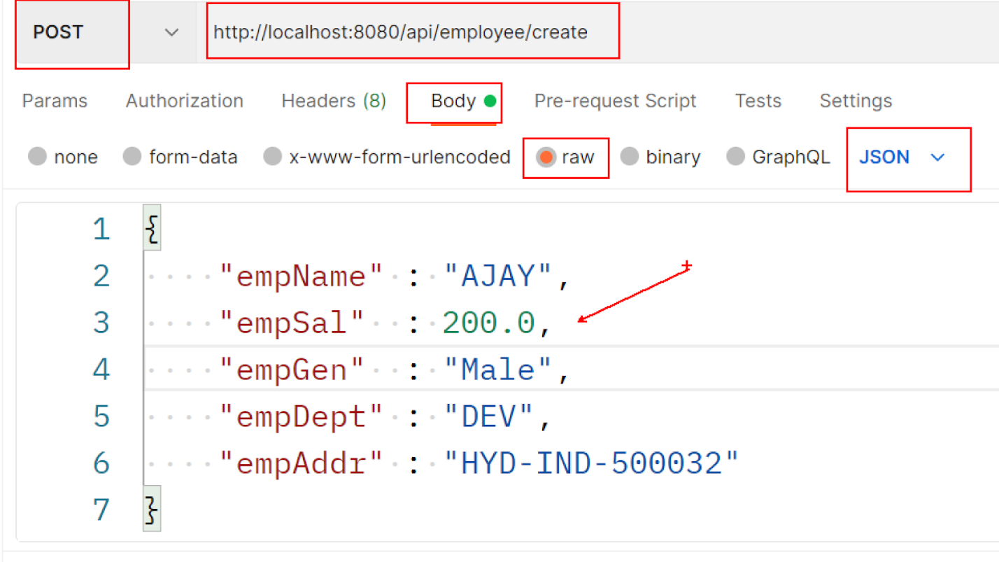 POST http://localhost:8080/api/employee/create
Params Authorization Headers (8) Body Pre-request Script Tests Settings
none form-data x-www-form-urlencoded raw binary GraphQL JSON
1 {
2 "empName" : "AJAY",
3 "empSal" : 200.0,
4 "empGen" : "Male",
5 "empDept" : "DEV",
6 "empAddr" : "HYD-IND-500032"
7 }